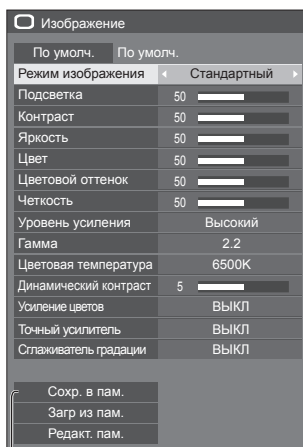 Изображение
По умолч. По умолч.
Режим изображения Стандартный
Подсветка 50
Контраст 50
Яркость 50
Цвет 50
Цветовой оттенок 50
Четкость 50
Уровень усиления Высокий
Гамма 2.2
Цветовая температура 6500K
Динамический контраст 5
Усиление цветов ВЫКЛ
Точный усилитель ВЫКЛ
Сглаживатель градации ВЫКЛ
Сохр. в пам.
Загр из пам.
Редакт. пам.